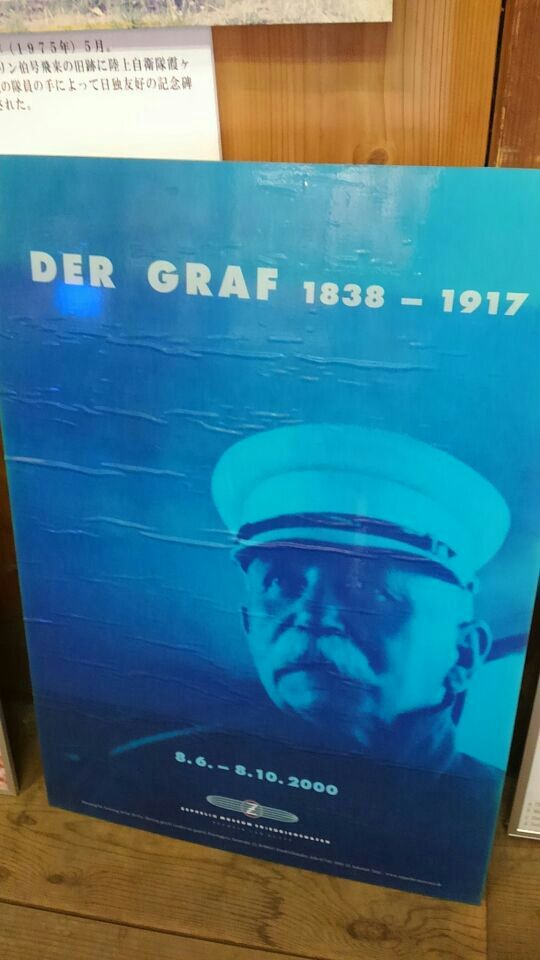 (1975年)5月。
リン伯号飛来の旧跡に陸上自衛隊霞ヶ
の隊員の手によって日独友好の記念碑
された。
DER GRAF 1838 – 1917
8.6. – 8.10.2000
Z
ZEPPELIN MUSEUM FRIEDRICHSHAFEN